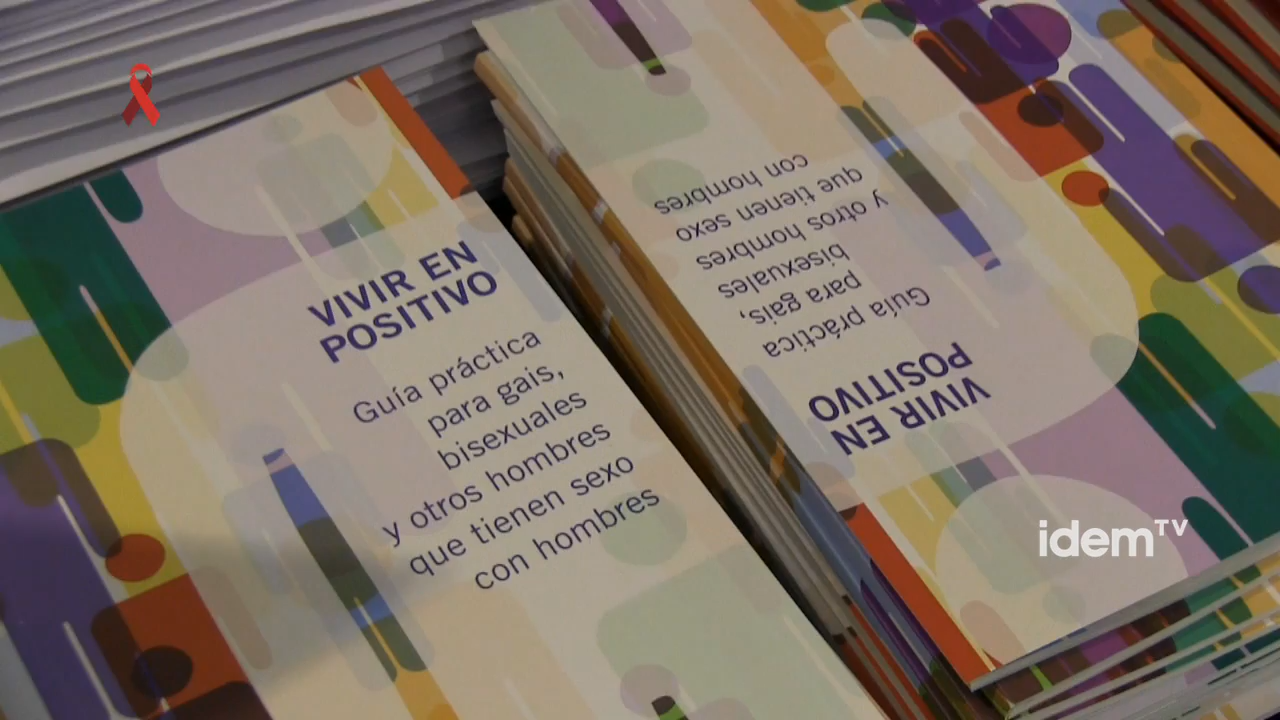 VIVIR EN
POSITIVO
Guía práctica
para gais,
bisexuales
y otros hombres
que tienen sexo
con hombres
VIVIR EN
POSITIVO
Guía práctica
para gais,
bisexuales
y otros hombres
que tienen sexo
con hombres
idemTV